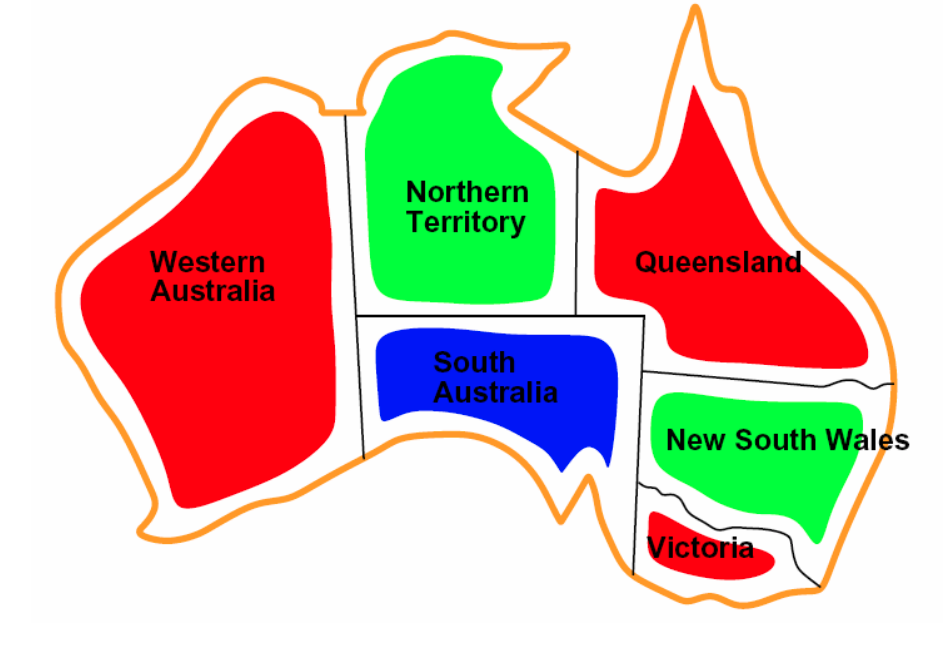 Northern
Territory
Western
Australia
Queensland
South
Australia
New South Wales
Victoria